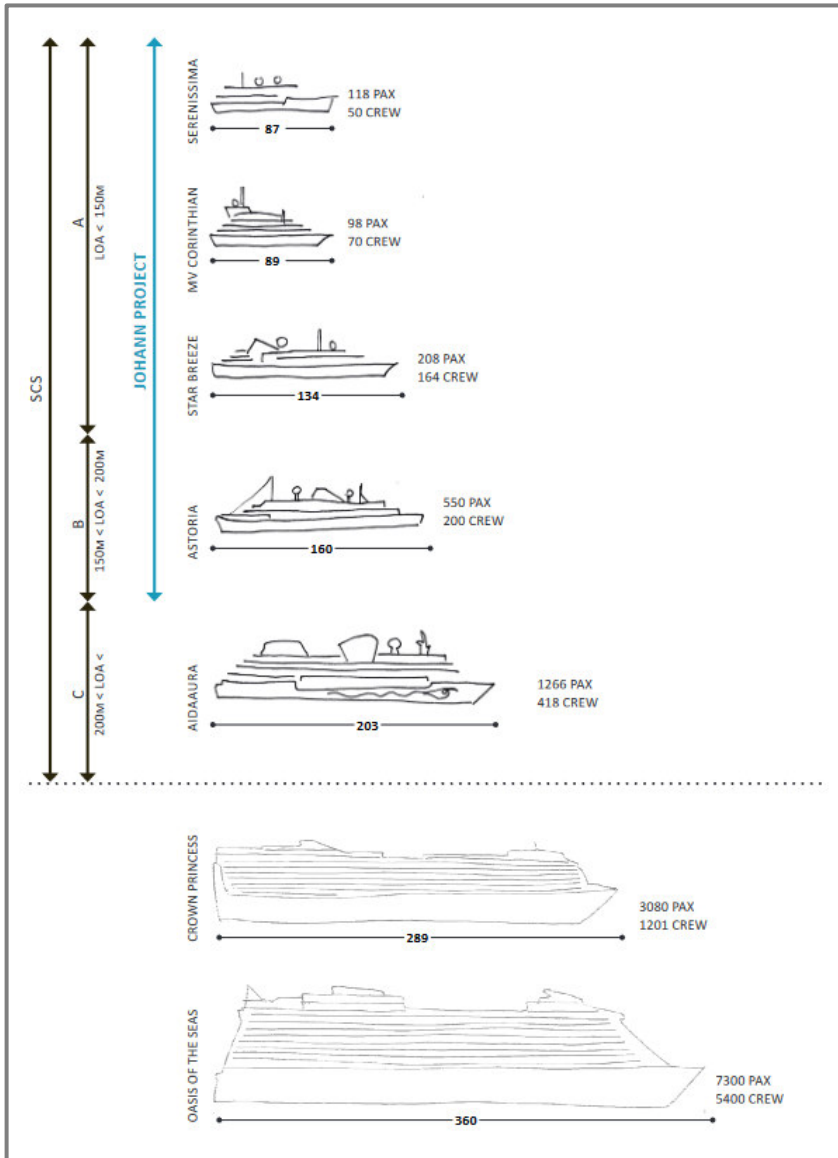 SCS
A
LOA < 150M
B
150M < LOA < 200M
C
200M < LOA <
JOHANN PROJECT
SERENISSIMA
118 PAX
50 CREW
87
MV CORINTHIAN
98 PAX
70 CREW
89
STAR BREEZE
208 PAX
164 CREW
134
ASTORIA
550 PAX
200 CREW
160
AIDAAURA
1266 PAX
418 CREW
203
CROWN PRINCESS
3080 PAX
1201 CREW
289
OASIS OF THE SEAS
7300 PAX
5400 CREW
360